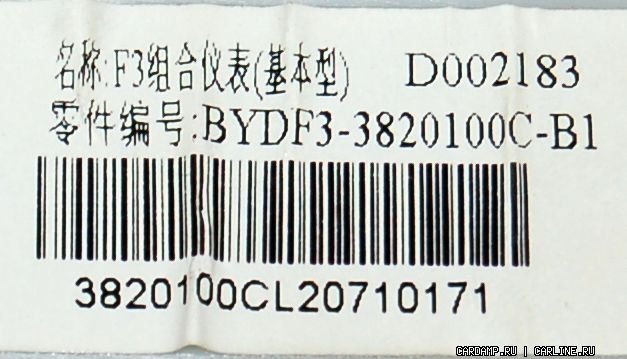 名称:F3组合仪表(基本型) D002183
零件编号:BYDF3-3820100C-B1
3820100CL20710171
CARDAMP.RU | CARLINE.RU